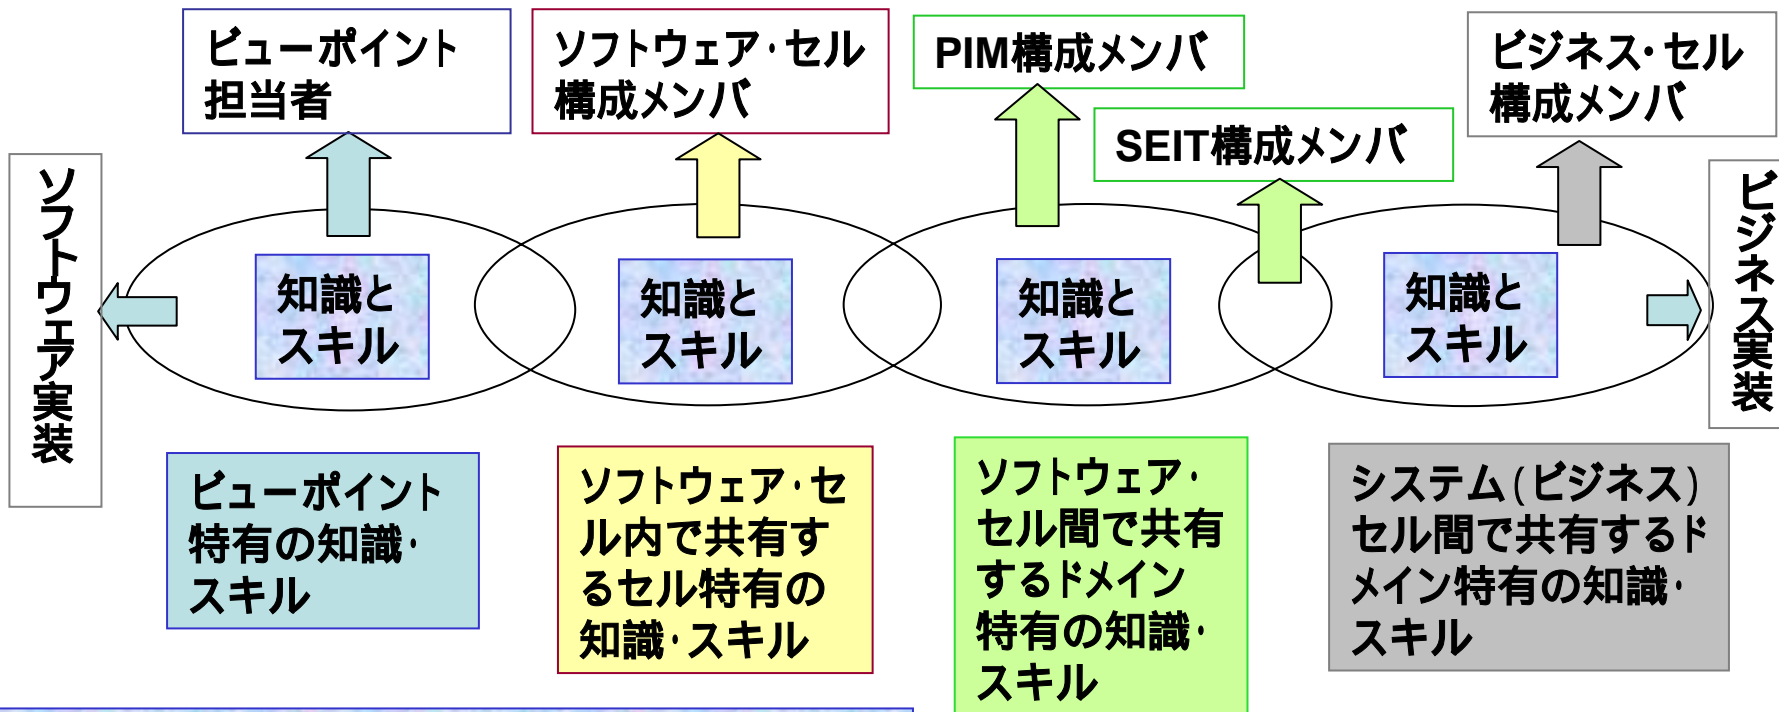 ビューポイント
担当者
ソフトウェア・セル
構成メンバ
PIM構成メンバ
SEIT構成メンバ
ビジネス・セル
構成メンバ
ソフトウェア実装
知識と
スキル
知識と
スキル
知識と
スキル
知識と
スキル
ビジネス実装
ビューポイント
特有の知識・
スキル
ソフトウェア・セ
ル内で共有す
るセル特有の
知識・スキル
ソフトウェア・
セル間で共有
するドメイン
特有の知識・
スキル
システム(ビジネス)
セル間で共有するド
メイン特有の知識・
スキル